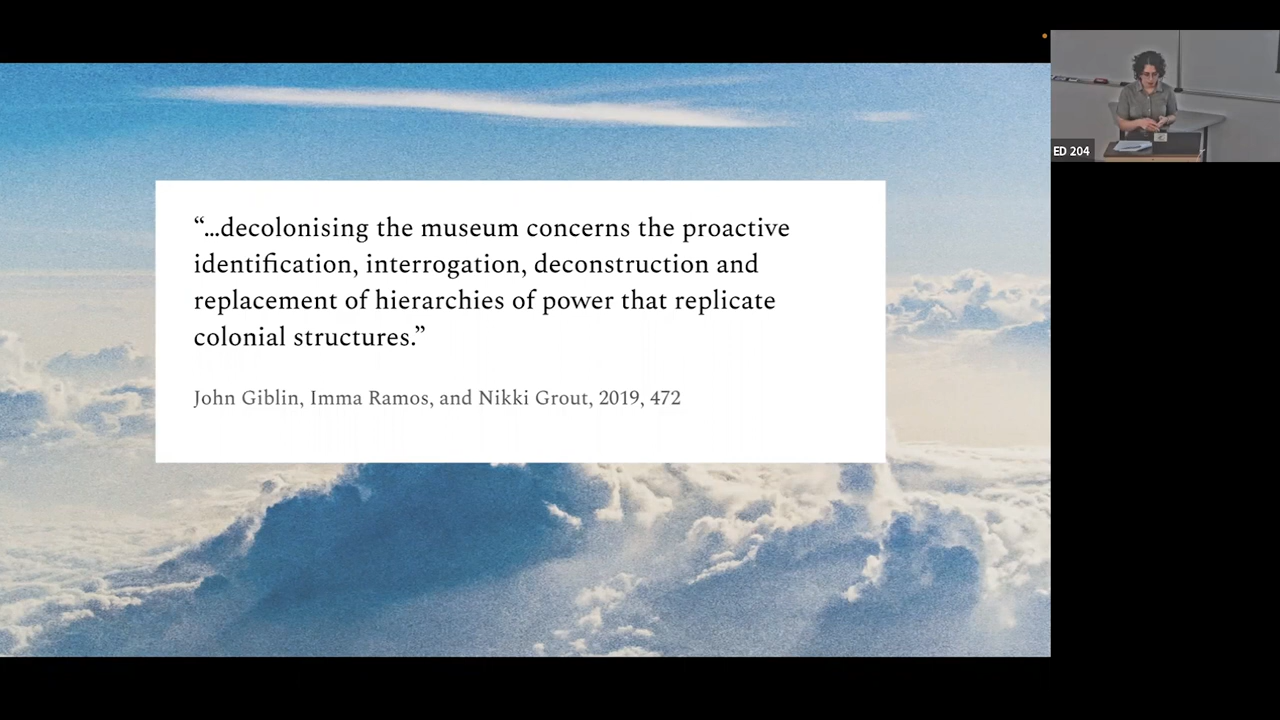 “...decolonising the museum concerns the proactive
identification, interrogation, deconstruction and
replacement of hierarchies of power that replicate
colonial structures.”
John Giblin, Imma Ramos, and Nikki Grout, 2019, 472
ED 204